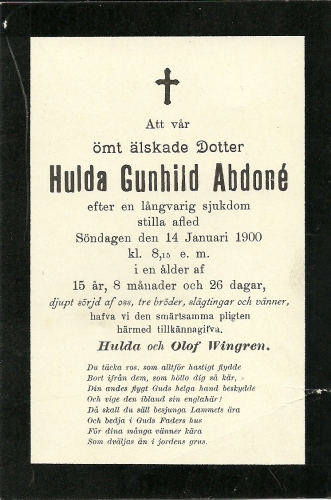 Att vår
ömt älskade Dotter
Hulda Gunhild Abdoné
efter en långvarig sjukdom
stilla afled
Söndagen den 14 Januari 1900
kl. 8,15 e. m.
i en ålder af
15 år, 8 månader och 26 dagar,
djupt sörjd af oss, tre bröder, slägtingar och vänner,
hafva vi den smärtsamma pligten
härmed tillkännagifva.
Hulda och Olof Wingren.
Du täcka ros, som alltför hastigt flydde
Bort ifrån dem, som höllo dig så kär,
Din andes flygt Guds helga hand beskydde
Och vige den ibland sin englahär!
Då skall du säll besjunga Lammets ära
Och bedja i Guds Faders hus
För dina många vänner kära
Som dväljas än i jordens grus.